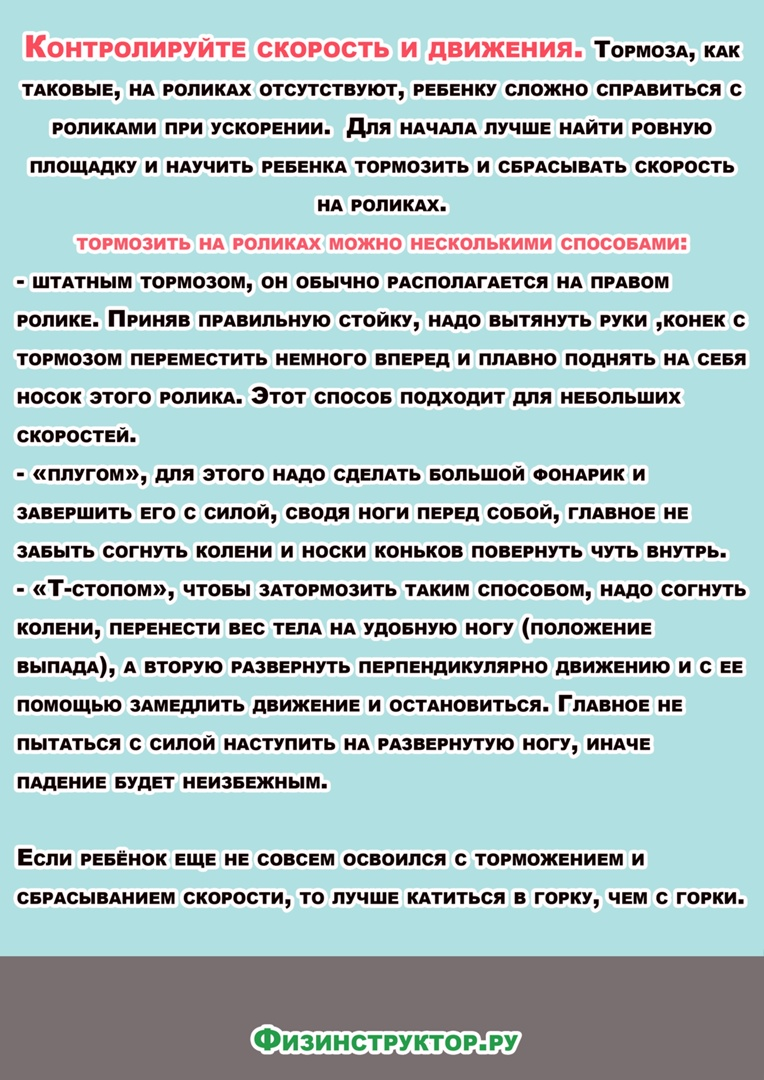 Контролируйте скорость и движения. Тормоза, как
таковые, на роликах отсутствуют, ребенку сложно справиться с
роликами при ускорении. Для начала лучше найти ровную
площадку и научить ребенка тормозить и сбрасывать скорость
на роликах.
тормозить на роликах можно несколькими способами:
- штатным тормозом, он обычно располагается на правом
ролике. Приняв правильную стойку, надо вытянуть руки ,конек с
тормозом переместить немного вперед и плавно поднять на себя
носок этого ролика. Этот способ подходит для небольших
скоростей.
- «плугом», для этого надо сделать большой фонарик и
завершить его с силой, сводя ноги перед собой, главное не
забыть согнуть колени и носки коньков повернуть чуть внутрь.
- «Т-стопом», чтобы затормозить таким способом, надо согнуть
колени, перенести вес тела на удобную ногу (положение
выпада), а вторую развернуть перпендикулярно движению и с ее
помощью замедлить движение и остановиться. Главное не
пытаться с силой наступить на развернутую ногу, иначе
падение будет неизбежным.
Если ребёнок еще не совсем освоился с торможением и
сбрасыванием скорости, то лучше катиться в горку, чем с горки.
Физинструктор.ру